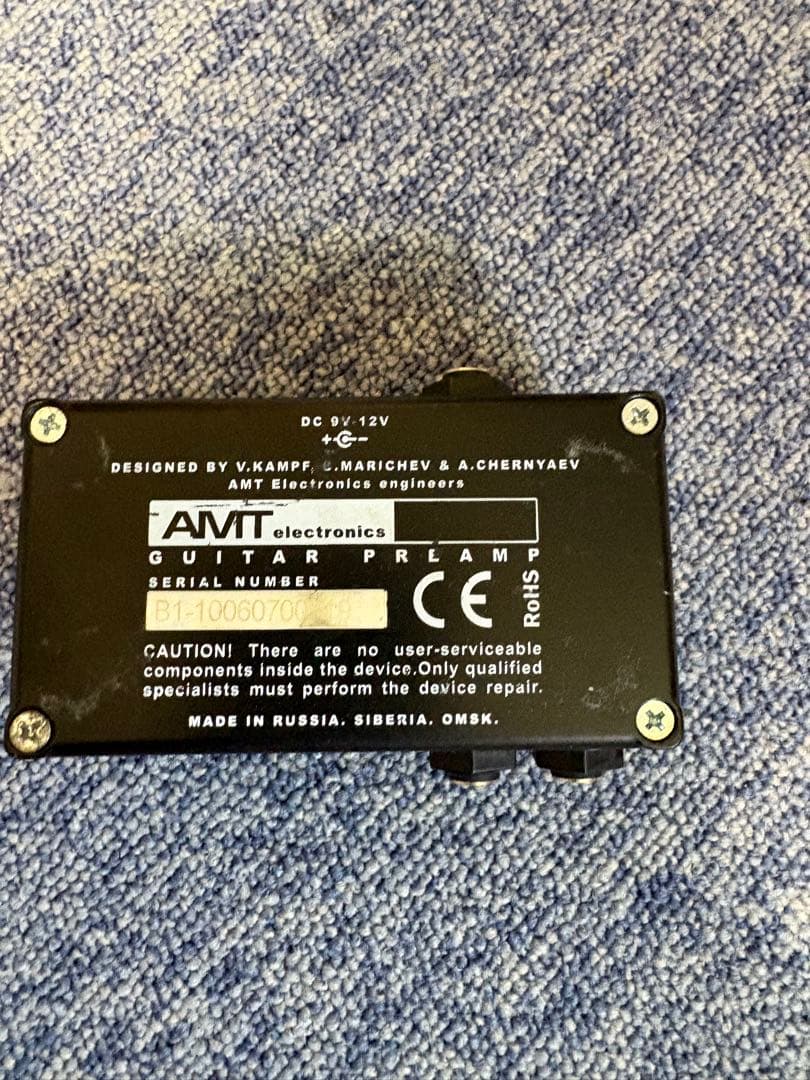 DC 9V-12V
+ -
DESIGNED BY V.KAMPF, .MARICHEV & A.CHERNYAEV
AMT Electronics engineers
AMT electronics
GUITAR PREAMP
SERIAL NUMBER
CE
RoHS
CAUTION! There are no user-serviceable
components inside the device.Only qualified
specialists must perform the device repair.
MADE IN RUSSIA. SIBERIA. OMSK.